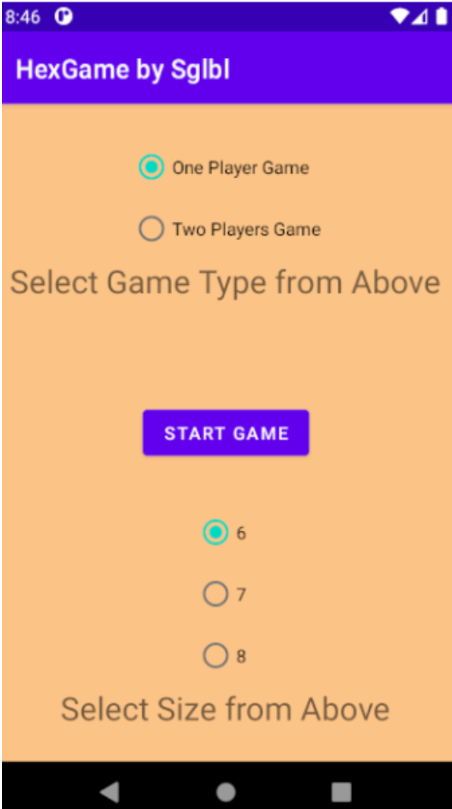 8:46
HexGame by Sglbl
One Player Game
Two Players Game
Select Game Type from Above
START GAME
6
7
8
Select Size from Above